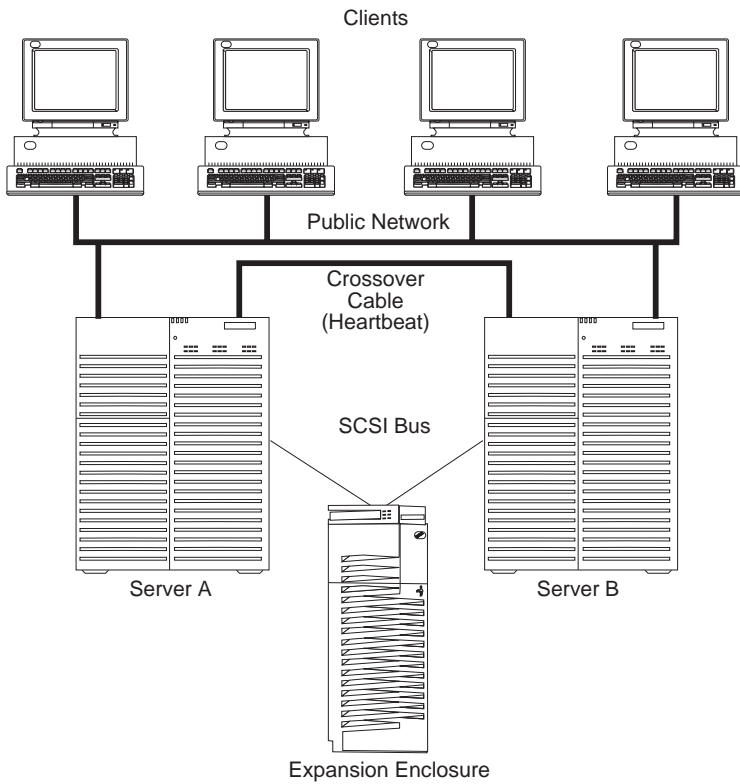 Clients
Public Network
Crossover
Cable
(Heartbeat)
SCSI Bus
Server A
Server B
Expansion Enclosure